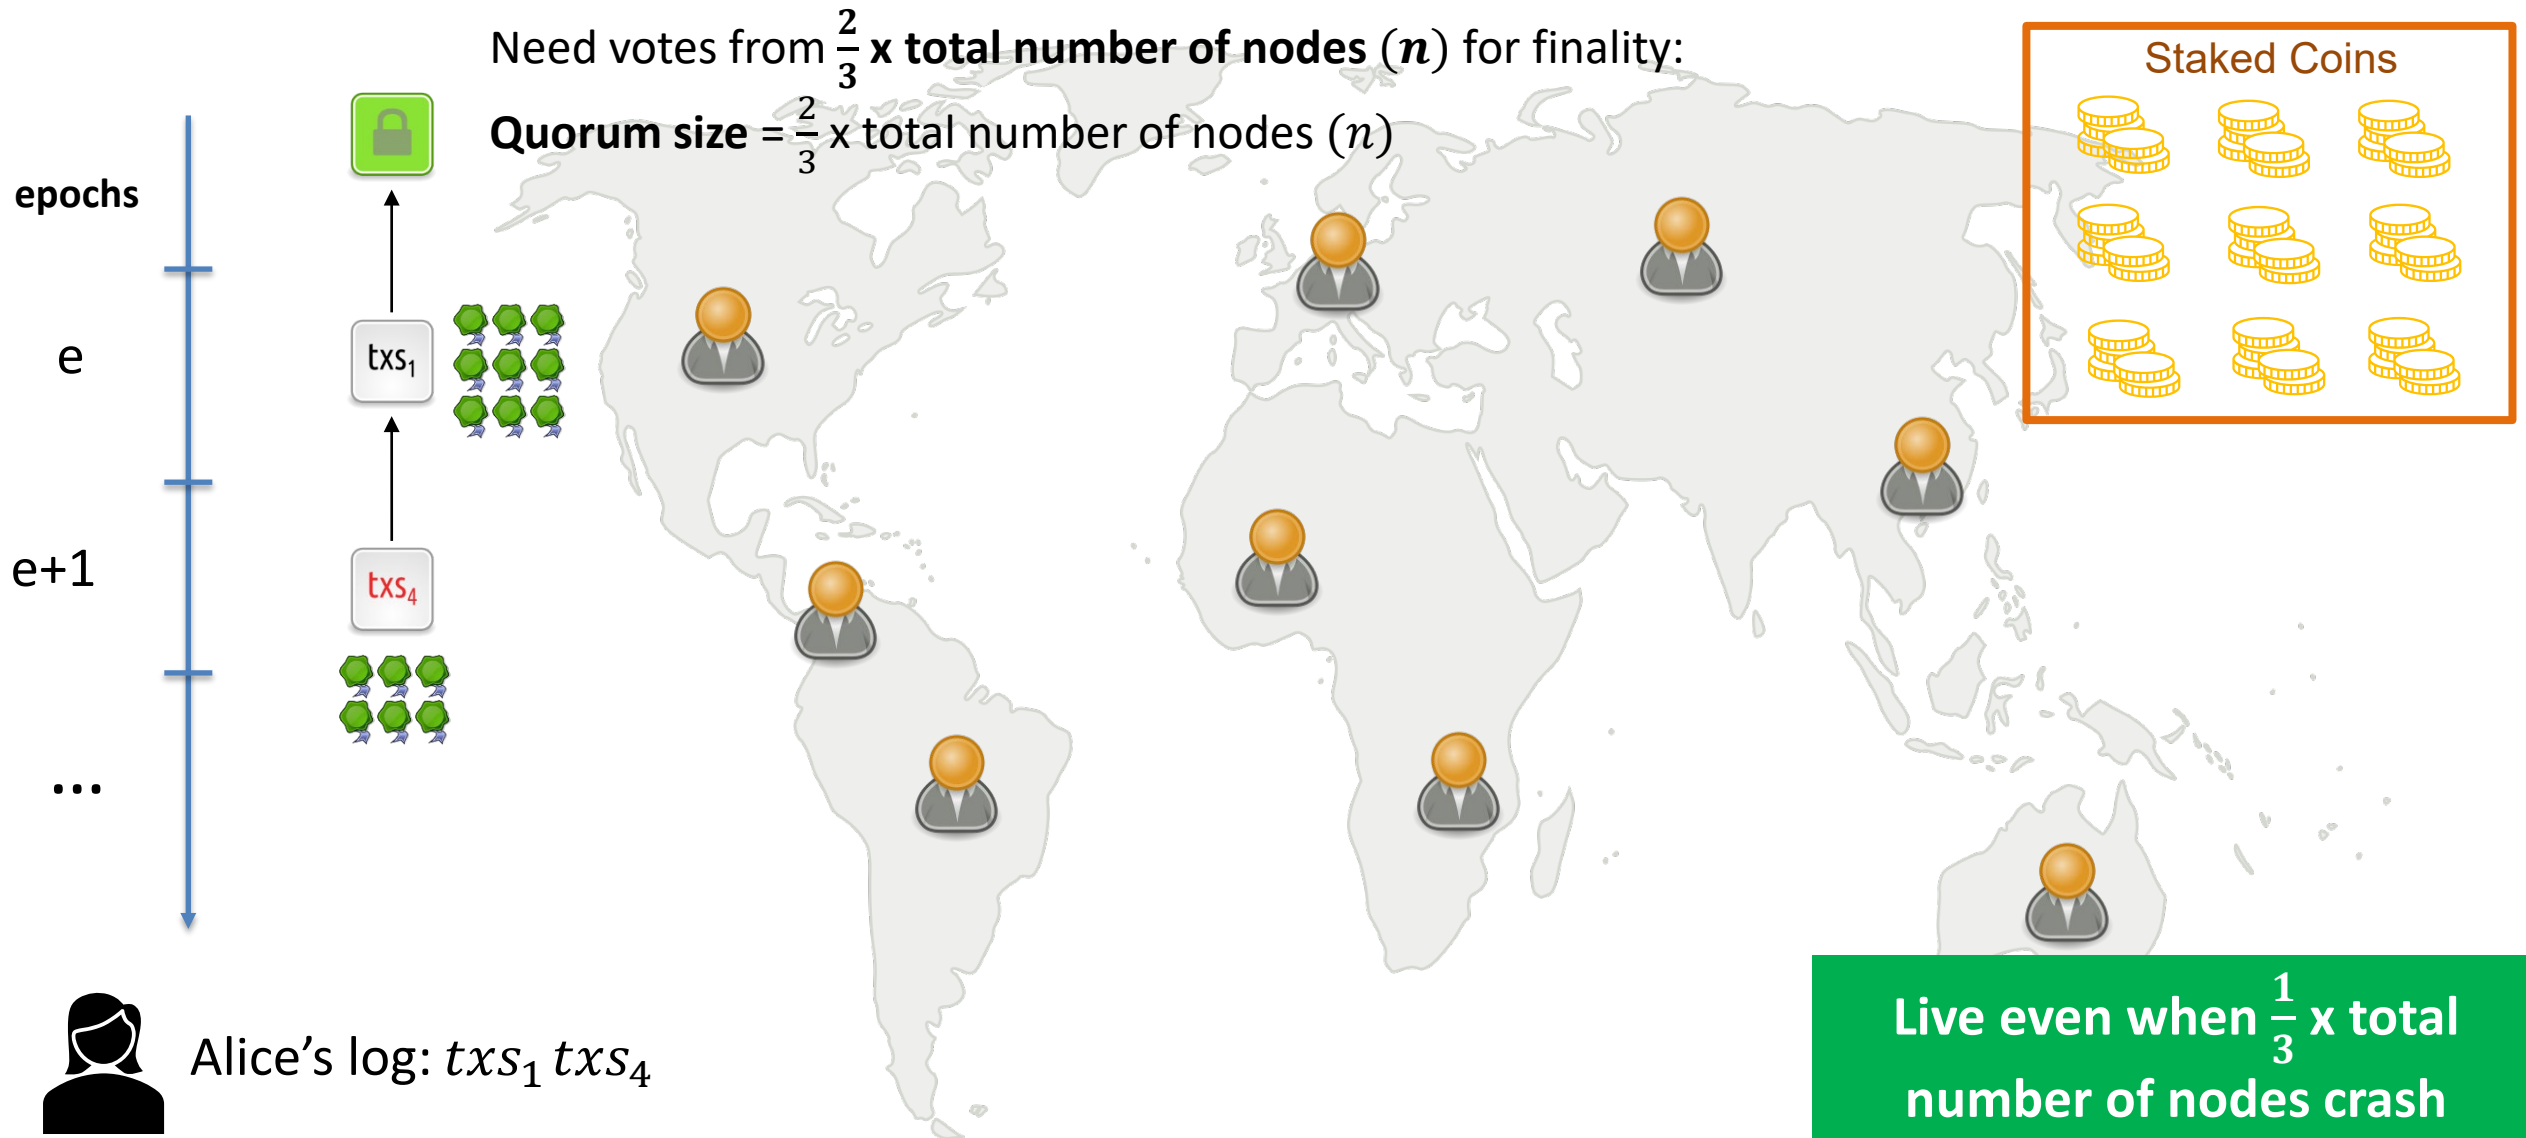 Need votes from 2/3 x total number of nodes (n) for finality:
Quorum size = 2/3 x total number of nodes (n)
Staked Coins
epochs
e
txs₁
e+1
txs₄
...
Alice’s log: txs₁ txs₄
Live even when 1/3 x total
number of nodes crash